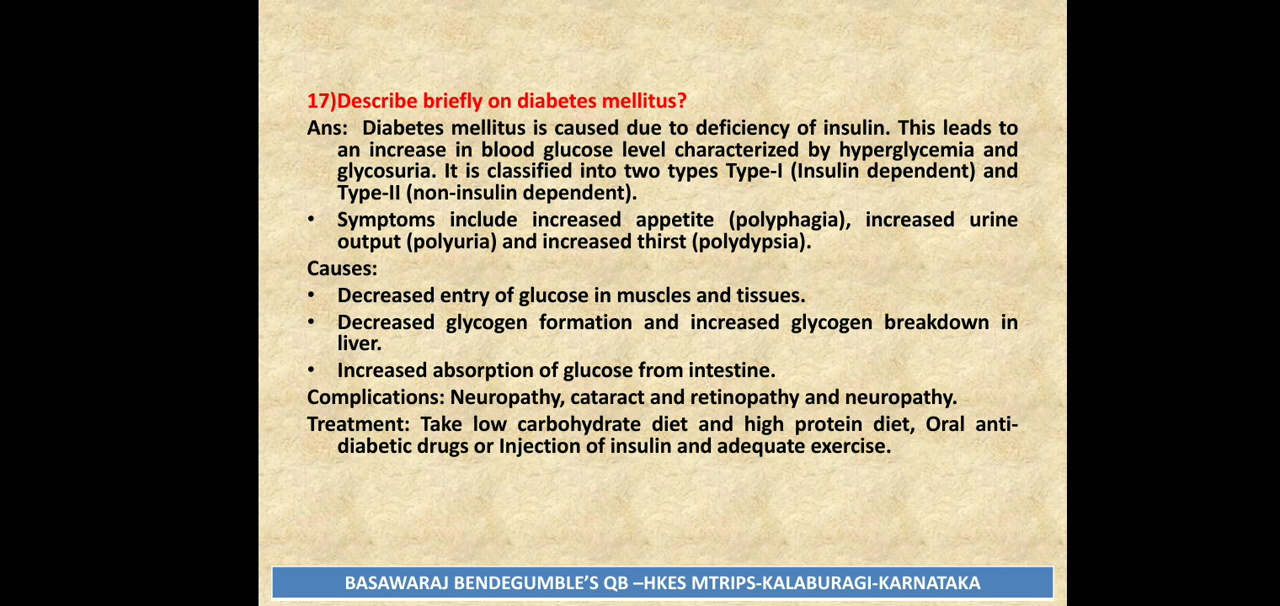 17)Describe briefly on diabetes mellitus?
Ans: Diabetes mellitus is caused due to deficiency of insulin. This leads to
an increase in blood glucose level characterized by hyperglycemia and
glycosuria. It is classified into two types Type-I (Insulin dependent) and
Type-II (non-insulin dependent).
• Symptoms include increased appetite (polyphagia), increased urine
output (polyuria) and increased thirst (polydypsia).
Causes:
• Decreased entry of glucose in muscles and tissues.
• Decreased glycogen formation and increased glycogen breakdown in
liver.
• Increased absorption of glucose from intestine.
Complications: Neuropathy, cataract and retinopathy and neuropathy.
Treatment: Take low carbohydrate diet and high protein diet, Oral anti-
diabetic drugs or Injection of insulin and adequate exercise.
BASAWARAJ BENDEGUMBLE’S QB –HKES MTRIPS-KALABURAGI-KARNATAKA